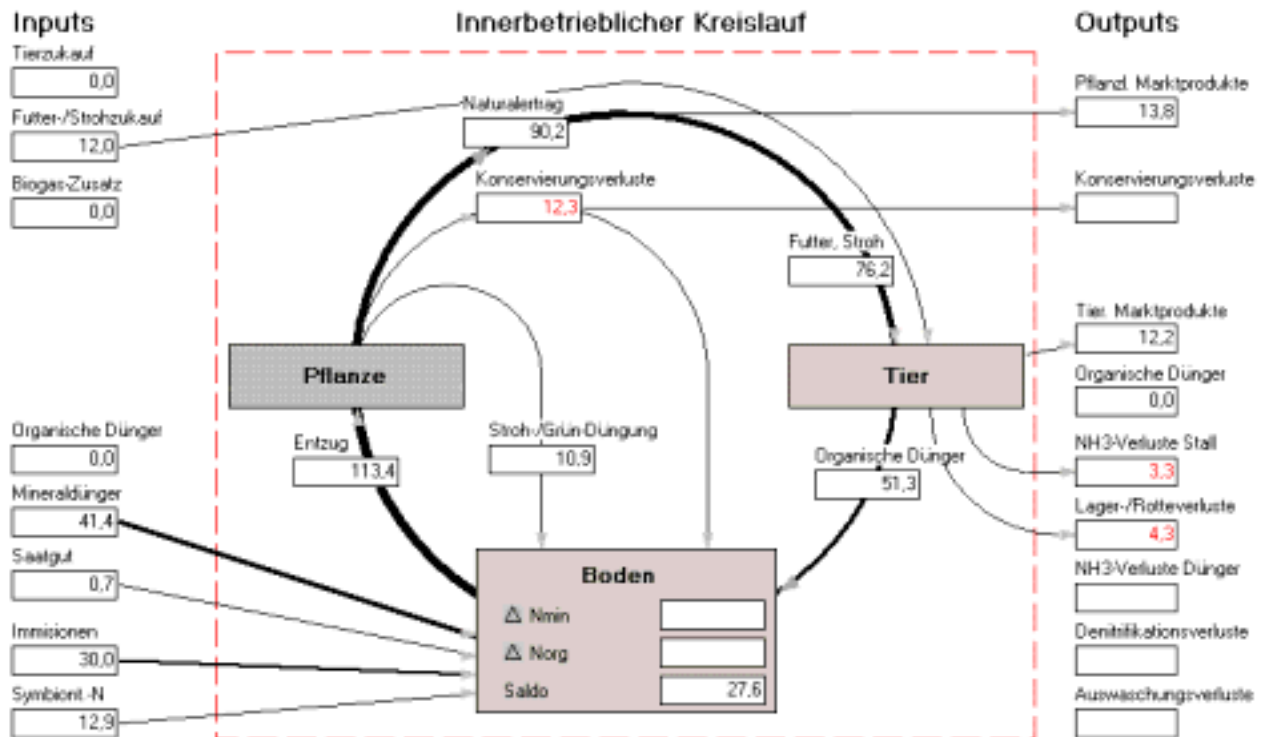 Inputs
Innerbetrieblicher Kreislauf
Outputs
Tierzukauf
0,0
Futter-/Strohzukauf
12,0
Biogas-Zusatz
0,0
Naturalertrag
90,2
Konservierungsverluste
12,3
Futter, Stroh
76,2
Pflanzl. Marktprodukte
13,8
Konservierungsverluste
Tier. Marktprodukte
12,2
Organische Dünger
0,0
Pflanze
Tier
Organische Dünger
0,0
Mineraldünger
41,4
Saatgut
0,7
Immisionen
30,0
Symbiont.-N
12,9
Entzug
113,4
Stroh-/Grün-Düngung
10,9
Organische Dünger
51,3
NH3-Verluste Stall
3,3
Lager-/Rotteverluste
4,3
NH3-Verluste Dünger
Denitrifikationsverluste
Auswaschungsverluste
Boden
Δ Nmin
Δ Norg
Saldo
27,6